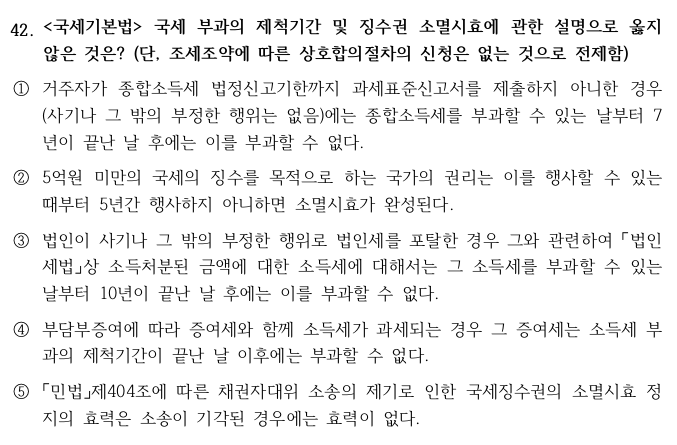 42. <국세기본법> 국세 부과의 제척기간 및 징수권 소멸시효에 관한 설명으로 옳지
않은 것은? (단, 조세조약에 따른 상호합의절차의 신청은 없는 것으로 전제함)
① 거주자가 종합소득세 법정신고기한까지 과세표준신고서를 제출하지 아니한 경우
(사기나 그 밖의 부정한 행위는 없음)에는 종합소득세를 부과할 수 있는 날부터 7
년이 끝난 날 후에는 이를 부과할 수 없다.
② 5억원 미만의 국세의 징수를 목적으로 하는 국가의 권리는 이를 행사할 수 있는
때부터 5년간 행사하지 아니하면 소멸시효가 완성된다.
③ 법인이 사기나 그 밖의 부정한 행위로 법인세를 포탈한 경우 그와 관련하여 「법인
세법」상 소득처분된 금액에 대한 소득세에 대해서는 그 소득세를 부과할 수 있는
날부터 10년이 끝난 날 후에는 이를 부과할 수 없다.
④ 부담부증여에 따라 증여세와 함께 소득세가 과세되는 경우 그 증여세는 소득세 부
과의 제척기간이 끝난 날 이후에는 부과할 수 없다.
⑤ 「민법」제404조에 따른 채권자대위 소송의 제기로 인한 국세징수권의 소멸시효 정
지의 효력은 소송이 기각된 경우에는 효력이 없다.